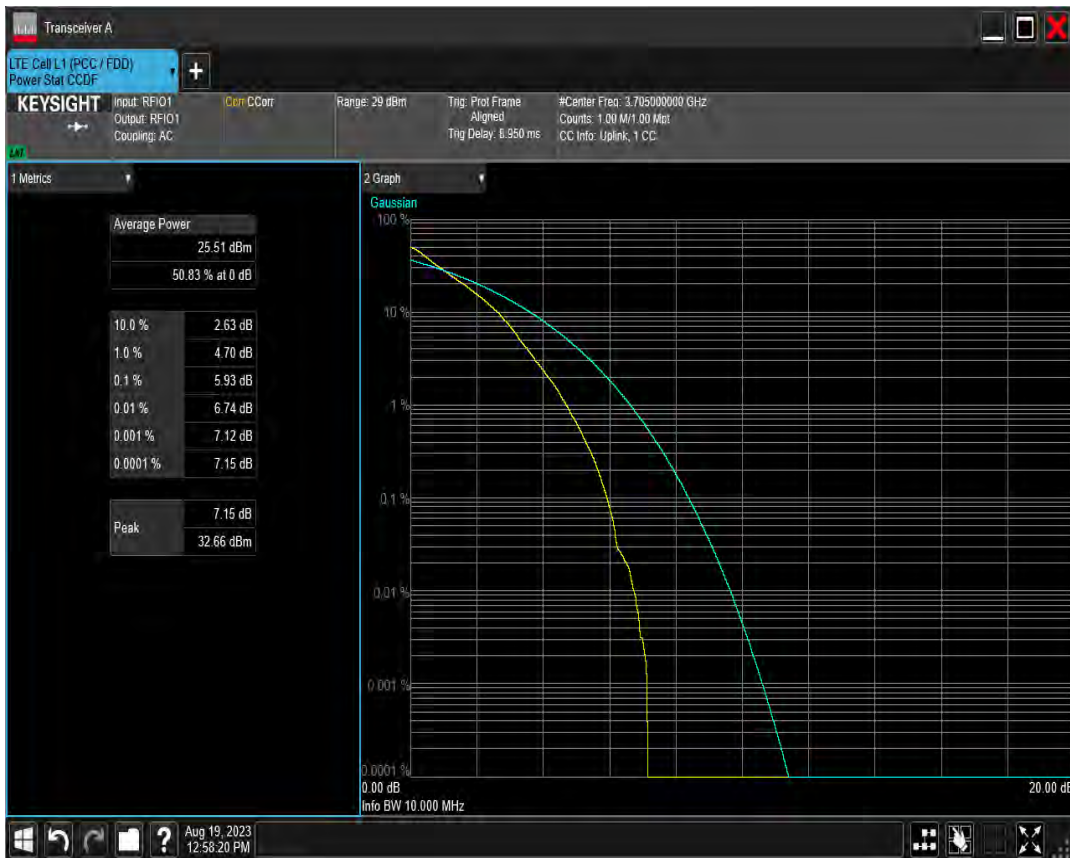 Transceiver A
LTE Cell L1 (PCC / FDD)
Power Stat CCDF
+
KEYSIGHT
Input: RFIO1
Output: RFIO1
Coupling: AC
Corr CCorr
Range: 29 dBm
Trig: Prot Frame
Aligned
Trig Delay: 8.950 ms
#Center Freq: 3.705000000 GHz
Counts: 1.00 M/1.00 Mpt
CC Info: Uplink, 1 CC
1 Metrics
Average Power
25.51 dBm
50.83 % at 0 dB
10.0 % 2.63 dB
1.0 % 4.70 dB
0.1 % 5.93 dB
0.01 % 6.74 dB
0.001 % 7.12 dB
0.0001 % 7.15 dB
Peak
7.15 dB
32.66 dBm
2 Graph
Gaussian
100 %
10 %
1 %
0.1 %
0.01 %
0.001 %
0.0001 %
0.00 dB
20.00 dB
Info BW 10.000 MHz
?
Aug 19, 2023
12:58:20 PM